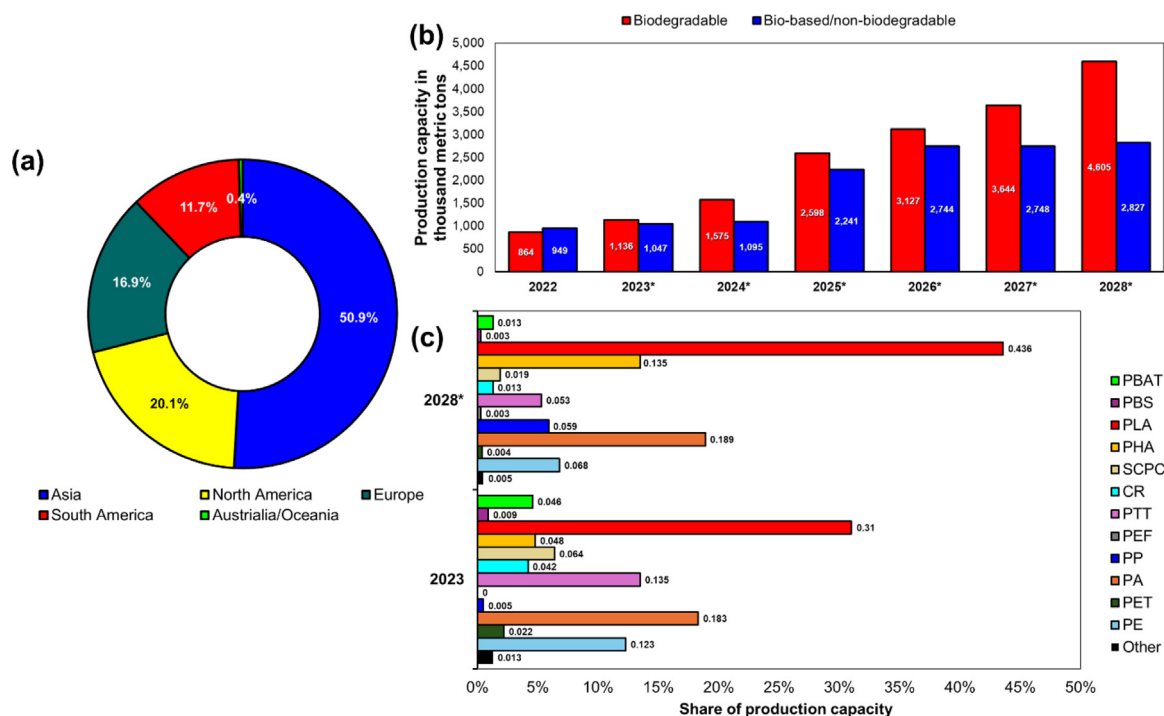 (a)
0.4%
11.7%
16.9%
50.9%
20.1%
Asia North America Europe
South America Austrialia/Oceania
(b)
Biodegradable Bio-based/non-biodegradable
Production capacity in
thousand metric tons
5,000
4,500
4,000
3,500
3,000
2,500
2,000
1,500
1,000
500
0
864 949 1,136 1,047 1,575 1,095 2,598 2,241 3,127 2,744 3,644 2,748 4,605 2,827
2022 2023* 2024* 2025* 2026* 2027* 2028*
(c)
2028*
0.013
0.003
0.436
0.135
0.019
0.013
0.053
0.003
0.059
0.189
0.004
0.068
0.005
2023
0.046
0.009
0.31
0.048
0.064
0.042
0.135
0
0.005
0.183
0.022
0.123
0.013
0% 5% 10% 15% 20% 25% 30% 35% 40% 45% 50%
Share of production capacity
PBAT
PBS
PLA
PHA
SCPC
CR
PTT
PEF
PP
PA
PET
PE
Other